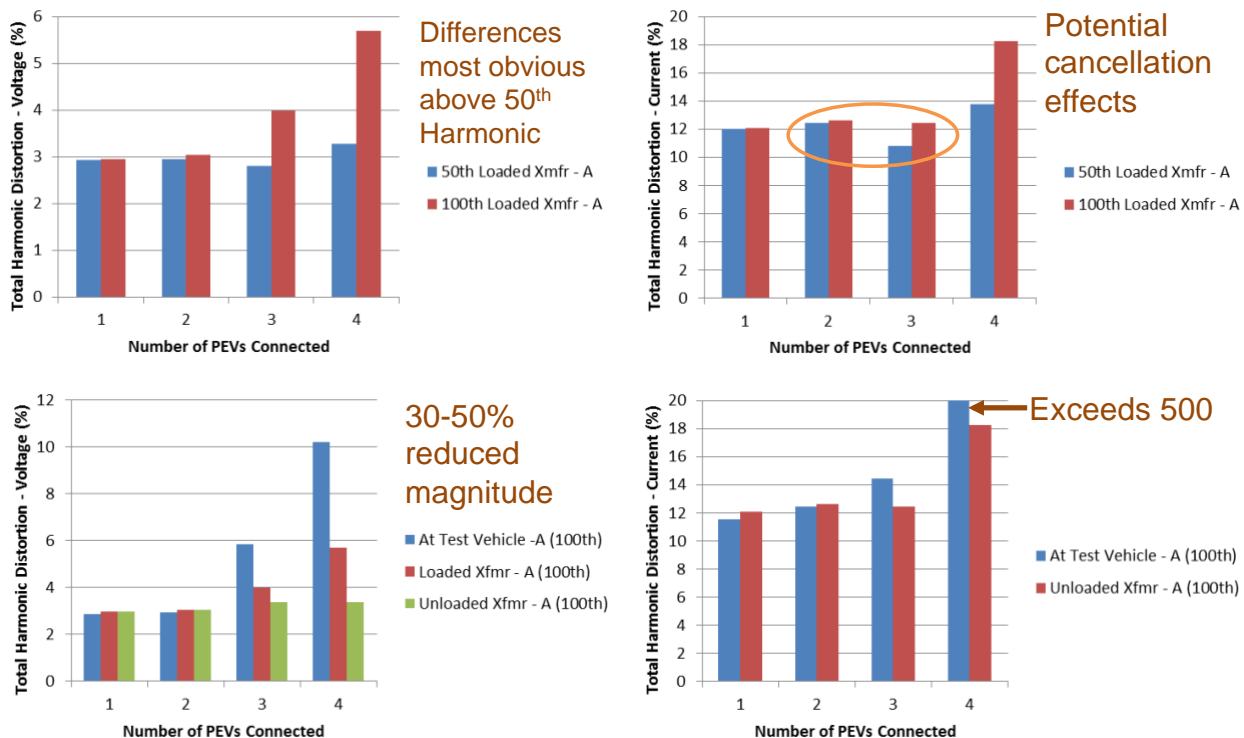 Total Harmonic Distortion - Voltage (%)
6
5
4
3
2
1
0
1 2 3 4
Number of PEVs Connected
Differences
most obvious
above 50th
Harmonic
50th Loaded Xmfr - A
100th Loaded Xmfr - A
Total Harmonic Distortion - Current (%)
20
18
16
14
12
10
8
6
4
2
0
1 2 3 4
Number of PEVs Connected
Potential
cancellation
effects
50th Loaded Xmfr - A
100th Loaded Xmfr - A
Total Harmonic Distortion - Voltage (%)
12
10
8
6
4
2
0
1 2 3 4
Number of PEVs Connected
30-50%
reduced
magnitude
At Test Vehicle -A (100th)
Loaded Xfmr - A (100th)
Unloaded Xfmr - A (100th)
Total Harmonic Distortion - Current (%)
20
18
16
14
12
10
8
6
4
2
0
1 2 3 4
Number of PEVs Connected
Exceeds 500
At Test Vehicle - A (100th)
Unloaded Xfmr - A (100th)